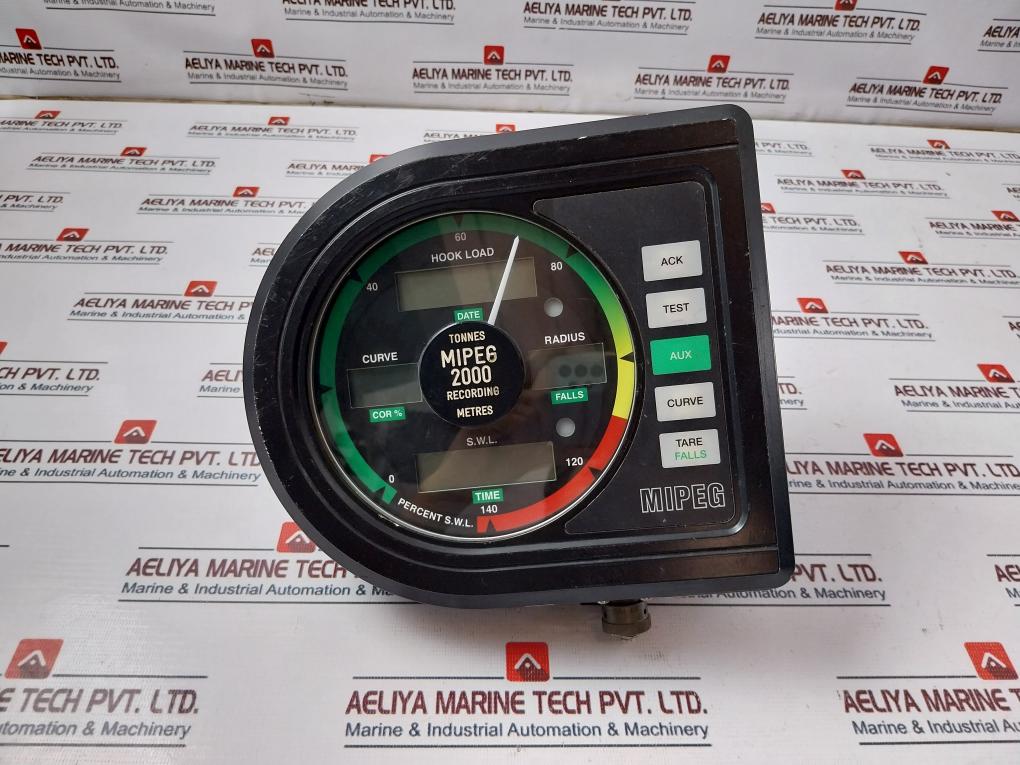 AELIYA MARINE TECH PVT. LTD.
Marine & Industrial Automation & Machinery
60
HOOK LOAD
40
80
DATE
TONNES
MIPEG
2000
RECORDING
METRES
CURVE
COR %
RADIUS
FALLS
S.W.L.
TIME
0
120
140
PERCENT S.W.L.
ACK
TEST
AUX
CURVE
TARE
FALLS
MIPEG
AELIYA MARINE TECH PVT. LTD.
Marine & Industrial Automation & Machinery